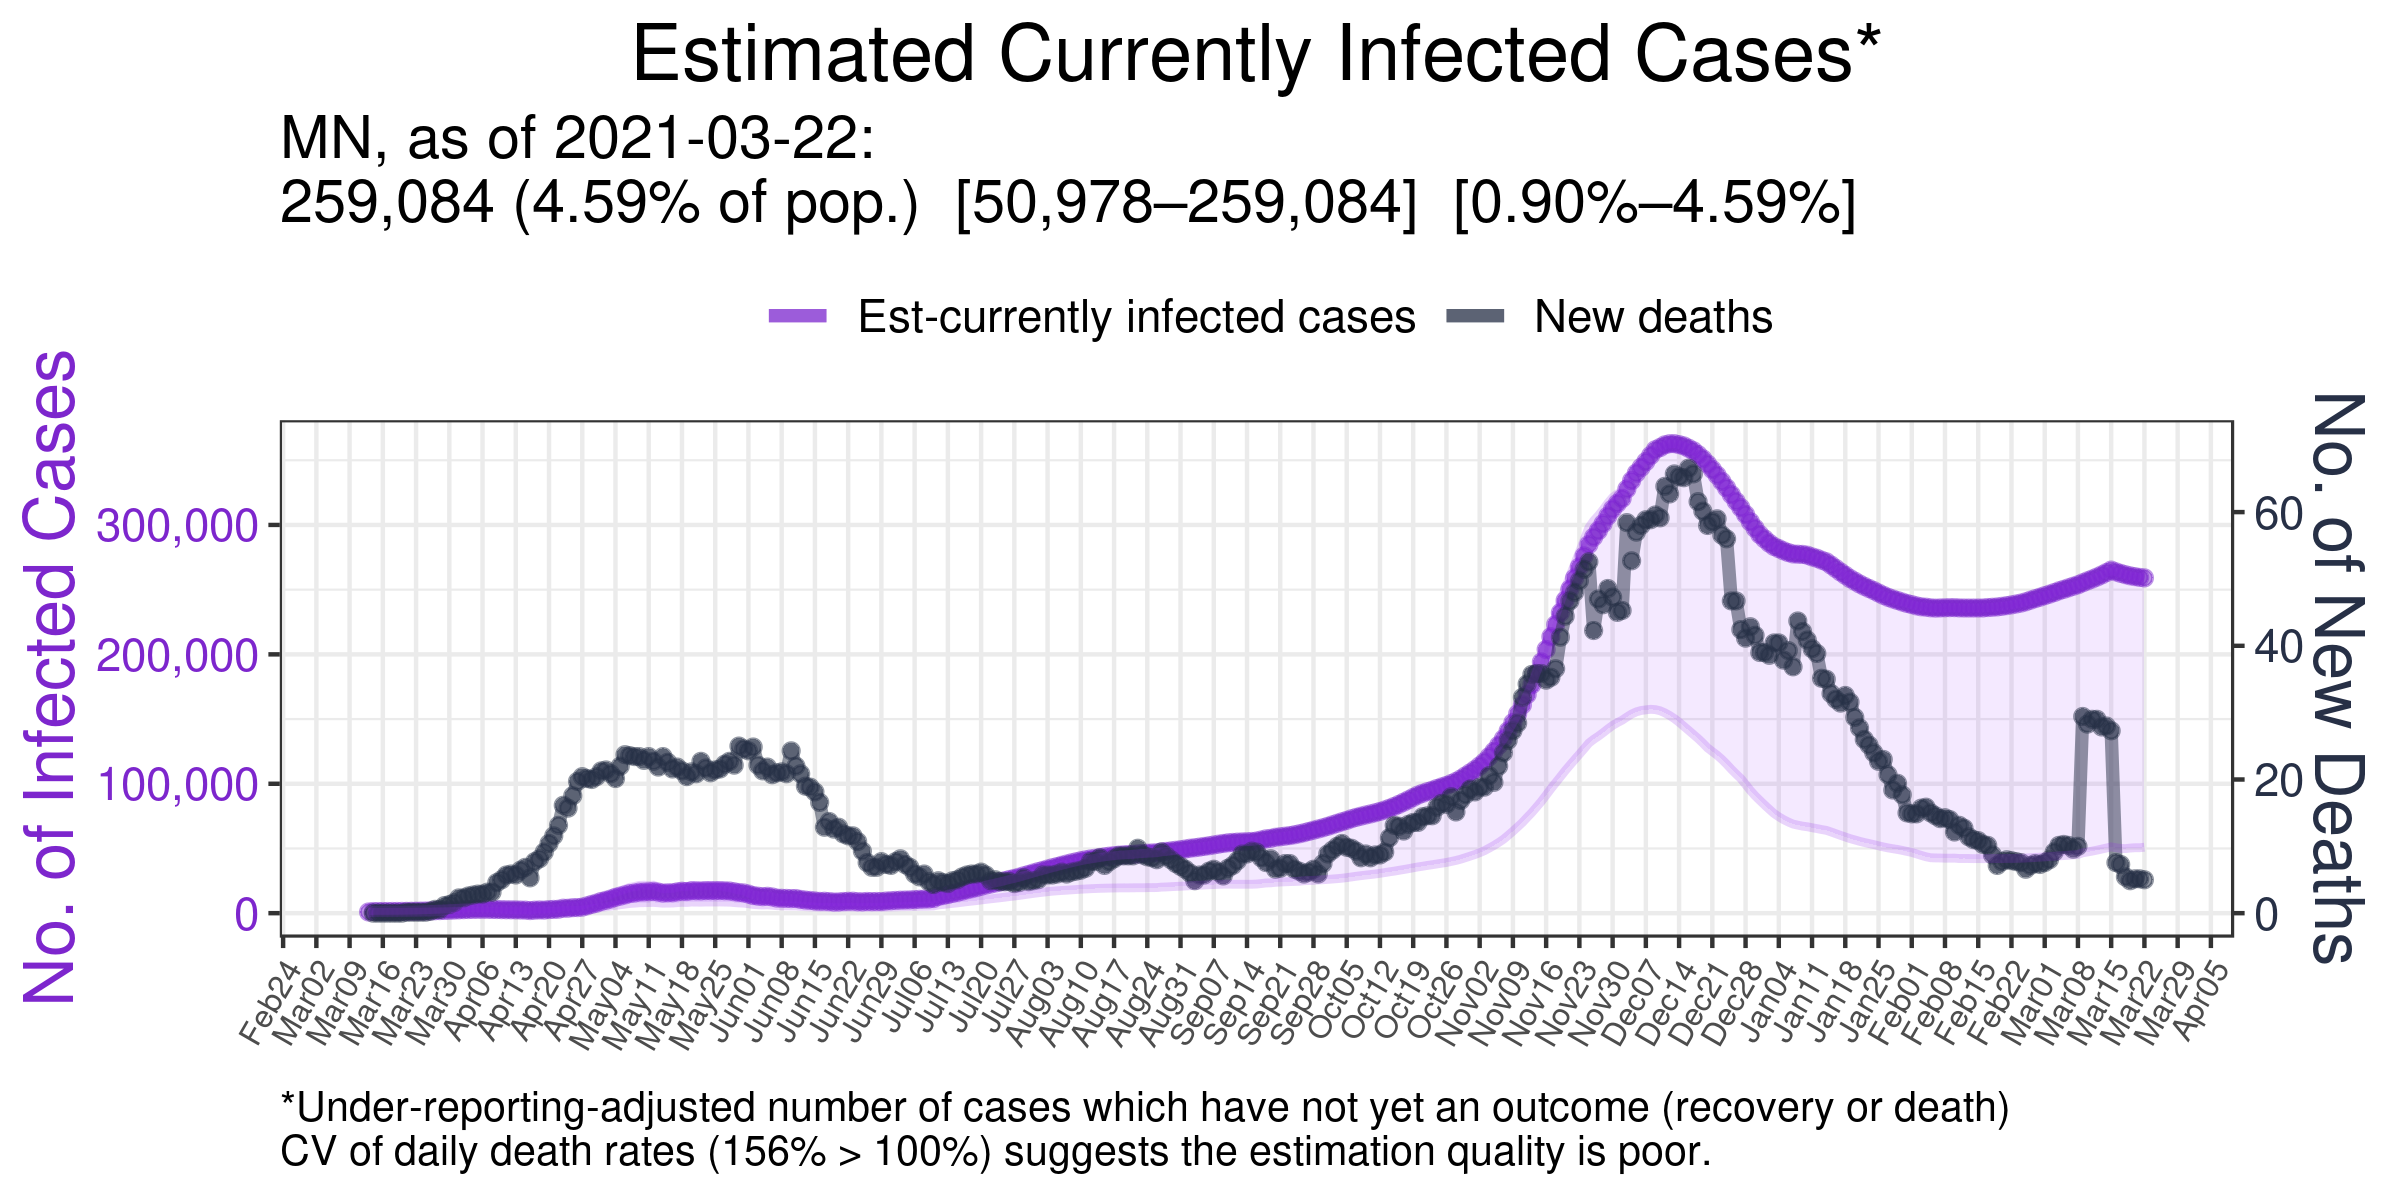 Estimated Currently Infected Cases*
MN, as of 2021-03-22:
259,084 (4.59% of pop.) [50,978–259,084] [0.90%–4.59%]
Est-currently infected cases New deaths
No. of Infected Cases
300,000
200,000
100,000
0
60
40
20
0
No. of New Deaths
Feb24 Mar02 Mar09 Mar16 Mar23 Mar30 Apr06 Apr13 Apr20 Apr27 May04 May11 May18 May25 Jun01 Jun08 Jun15 Jun22 Jun29 Jul06 Jul13 Jul20 Jul27 Aug03 Aug10 Aug17 Aug24 Aug31 Sep07 Sep14 Sep21 Sep28 Oct05 Oct12 Oct19 Oct26 Nov02 Nov09 Nov16 Nov23 Nov30 Dec07 Dec14 Dec21 Dec28 Jan04 Jan11 Jan18 Jan25 Feb01 Feb08 Feb15 Feb22 Mar01 Mar08 Mar15 Mar22 Mar29 Apr05
*Under-reporting-adjusted number of cases which have not yet an outcome (recovery or death)
CV of daily death rates (156% > 100%) suggests the estimation quality is poor.